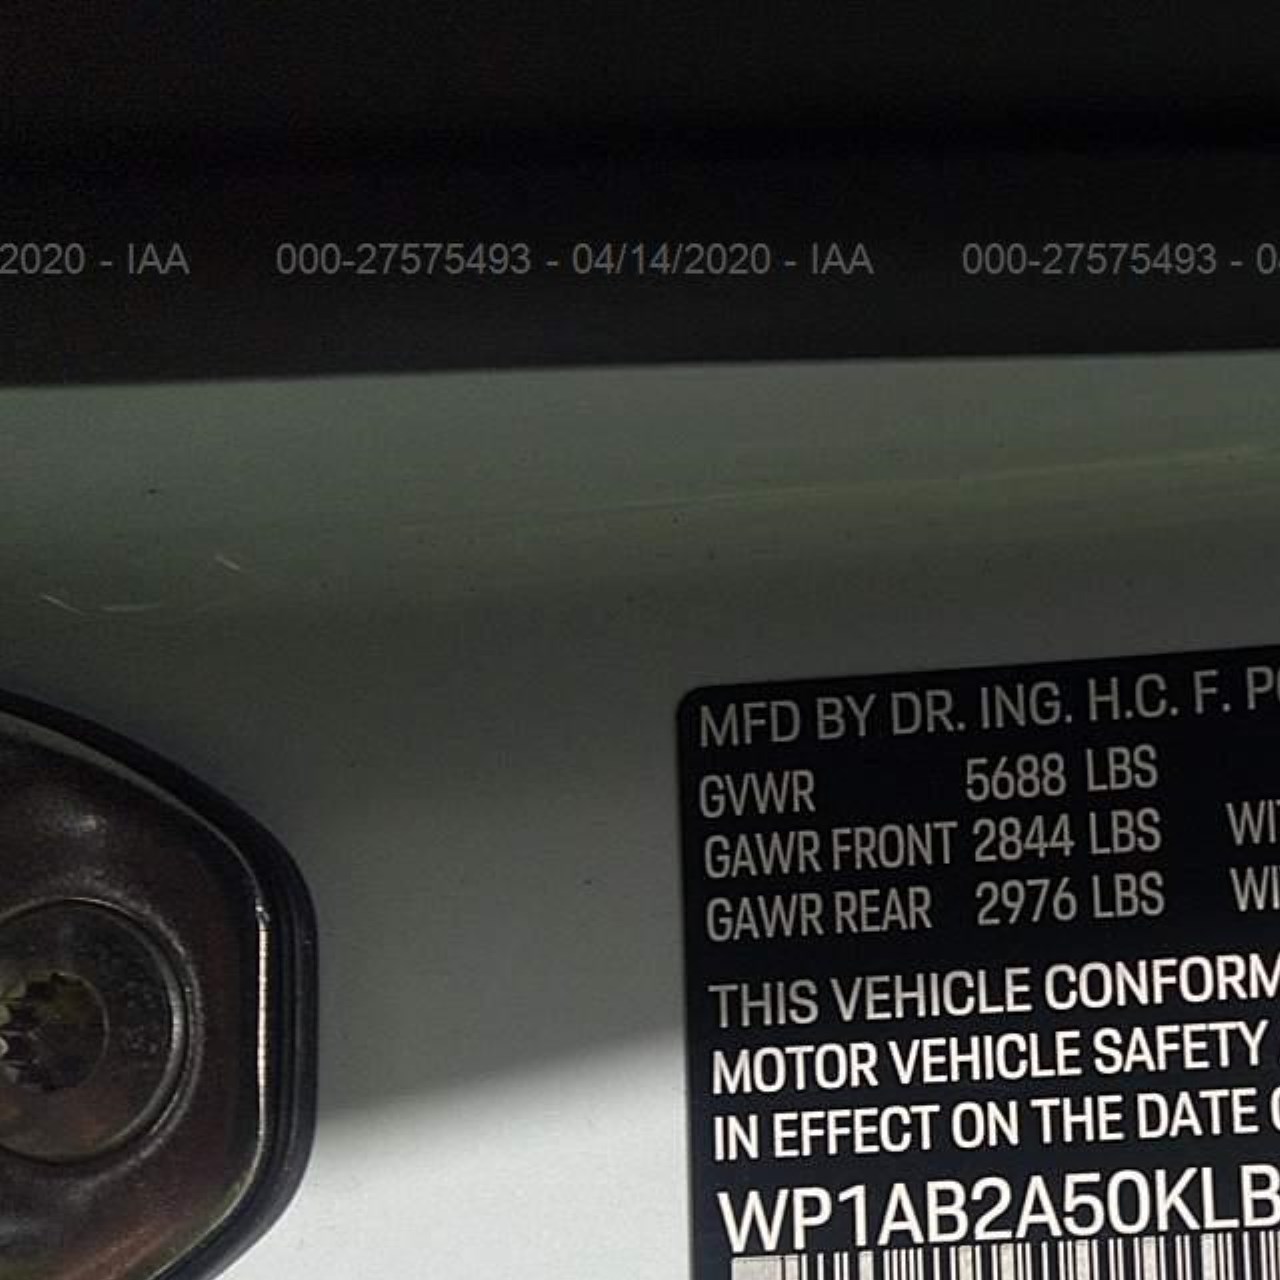 2020 - IAA 000-27575493 - 04/14/2020 - IAA 000-27575493 - 0
MFD BY DR. ING. H.C. F. P
GVWR 5688 LBS
GAWR FRONT 2844 LBS WI
GAWR REAR 2976 LBS WI
THIS VEHICLE CONFORM
MOTOR VEHICLE SAFETY
IN EFFECT ON THE DATE
WP1AB2A50KLB